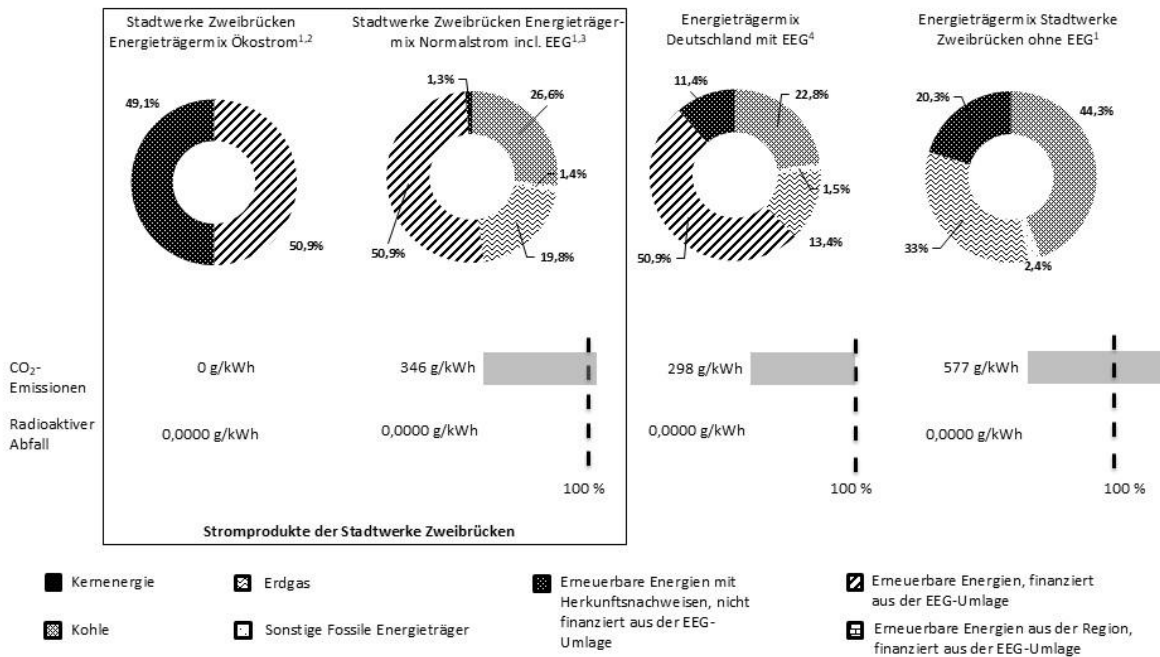 Stadtwerke Zweibrücken
Energieträgermix Ökostrom1,2
Stadtwerke Zweibrücken Energieträger-
mix Normalstrom incl. EEG1,3
Energieträgermix
Deutschland mit EEG4
Energieträgermix Stadtwerke
Zweibrücken ohne EEG1
49,1%
50,9%
1,3%
26,6%
1,4%
19,8%
50,9%
11,4%
22,8%
1,5%
13,4%
50,9%
20,3%
44,3%
2,4%
33%
CO2-
Emissionen
0 g/kWh
346 g/kWh
298 g/kWh
577 g/kWh
Radioaktiver
Abfall
0,0000 g/kWh
0,0000 g/kWh
0,0000 g/kWh
0,0000 g/kWh
100 %
100 %
100 %
Stromprodukte der Stadtwerke Zweibrücken
Kernenergie
Kohle
Erdgas
Sonstige Fossile Energieträger
Erneuerbare Energien mit
Herkunftsnachweisen, nicht
finanziert aus der EEG-
Umlage
Erneuerbare Energien, finanziert
aus der EEG-Umlage
Erneuerbare Energien aus der Region,
finanziert aus der EEG-Umlage